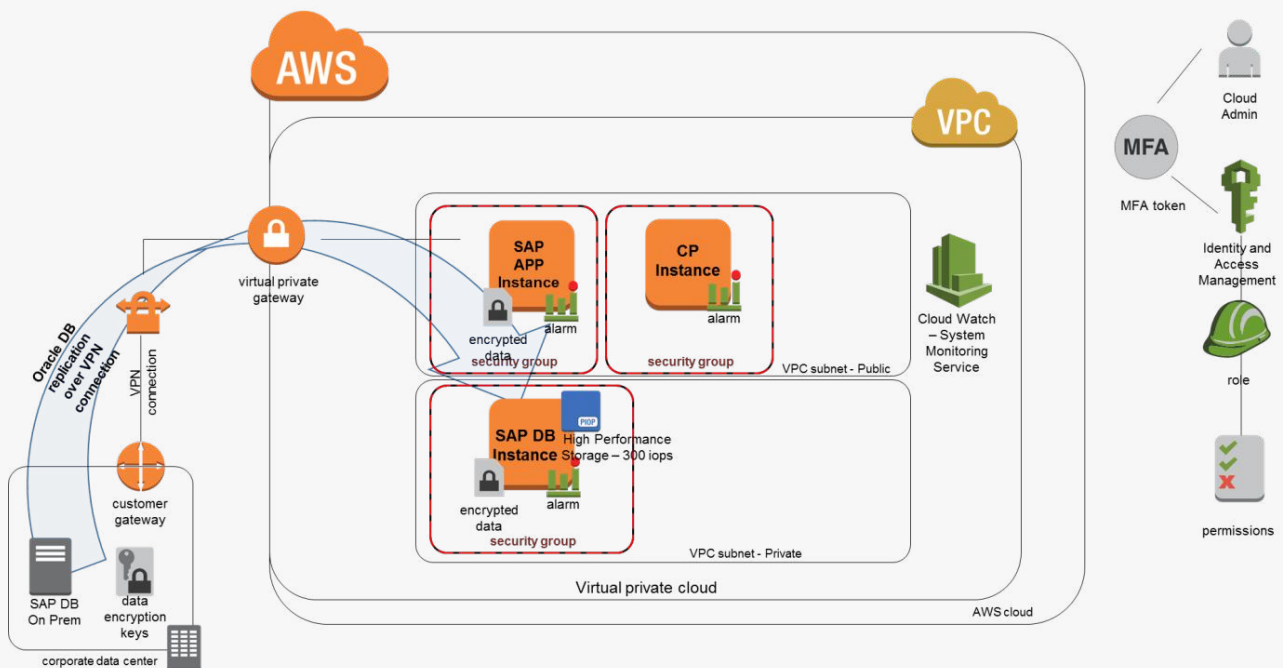 AWS
VPC
Cloud
Admin
MFA
MFA token
Identity and
Access
Management
role
permissions
virtual private
gateway
SAP
APP
Instance
encrypted
data
alarm
security group
CP
Instance
alarm
security group
VPC subnet - Public
Cloud Watch
– System
Monitoring
Service
SAP DB
Instance
PIOP
High Performance
Storage – 300 iops
encrypted
data
alarm
security group
VPC subnet - Private
Virtual private cloud
AWS cloud
Oracle DB
replication
over VPN
connection
VPN
connection
customer
gateway
SAP DB
On Prem
data
encryption
keys
corporate data center